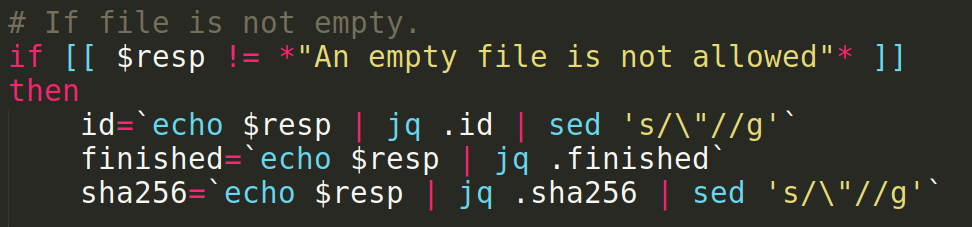 # If file is not empty.
if [[ $resp != *"An empty file is not allowed"* ]]
then
    id=`echo $resp | jq .id | sed 's/\"//g'`
    finished=`echo $resp | jq .finished`
    sha256=`echo $resp | jq .sha256 | sed 's/\"//g'`